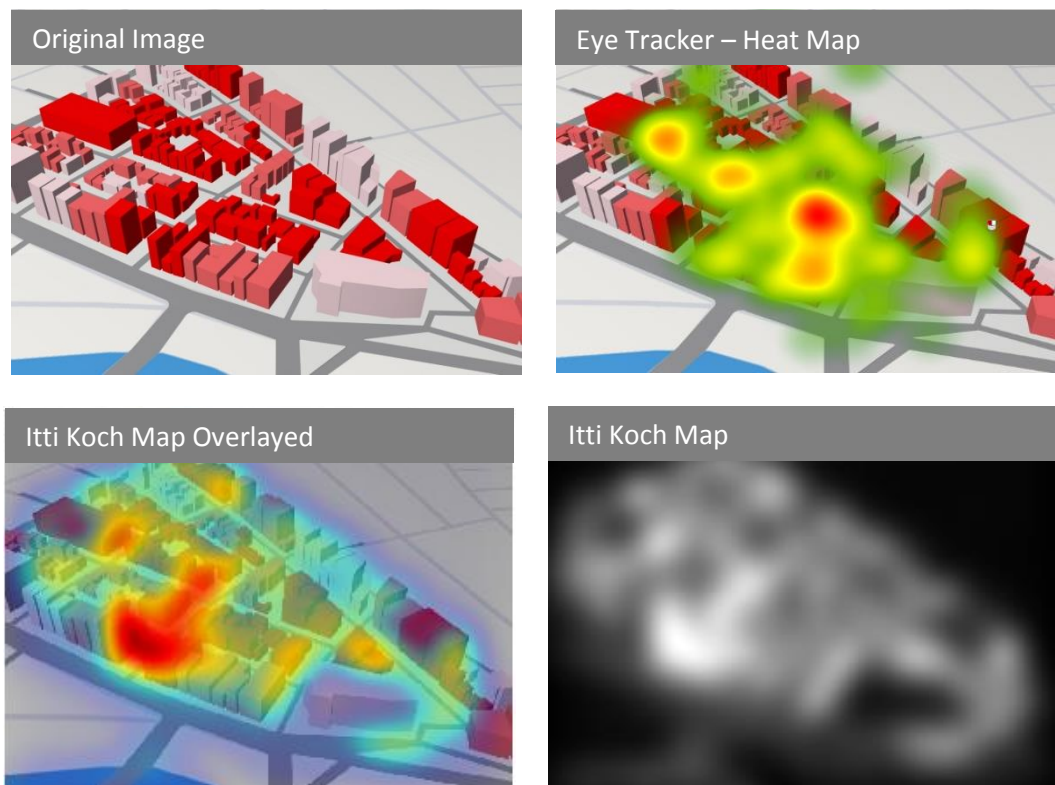 Original Image
Eye Tracker – Heat Map
Itti Koch Map Overlayed
Itti Koch Map